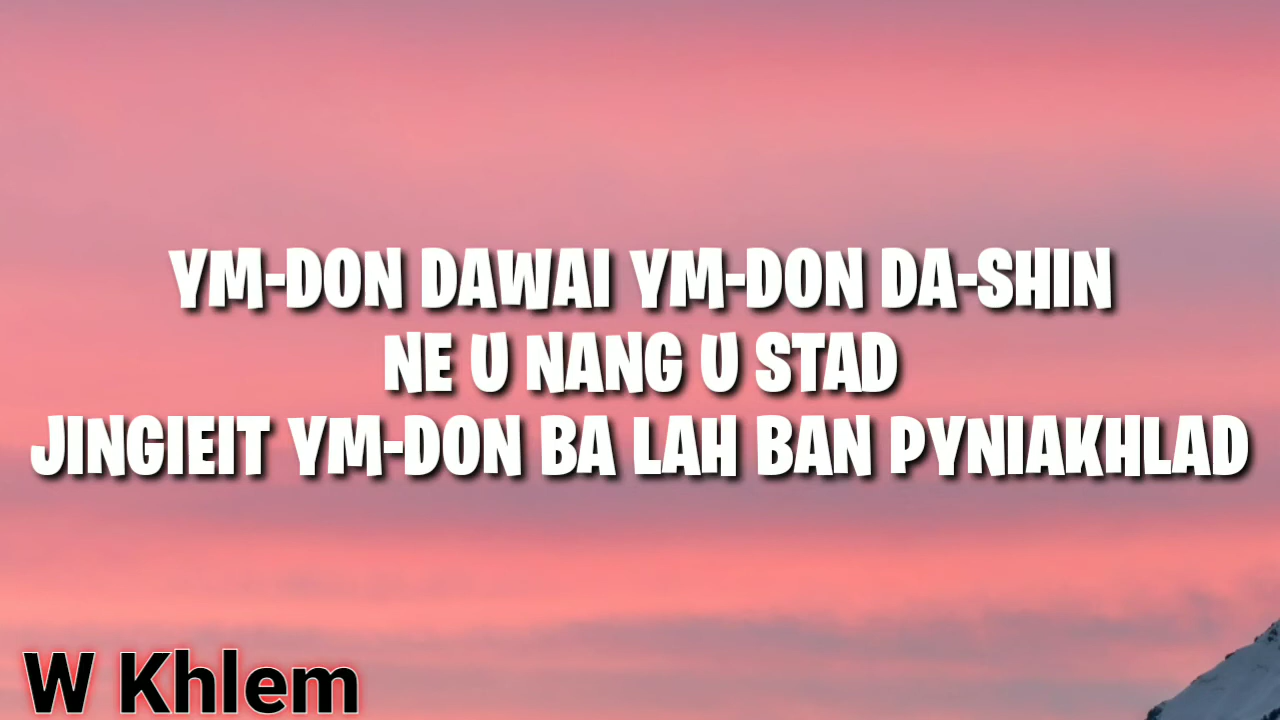 YM-DON DAWAI YM-DON DA-SHIN
NE U NANG U STAD
JINGIEIT YM-DON BA LAH BAN PYNIAKHLAD
W Khlem